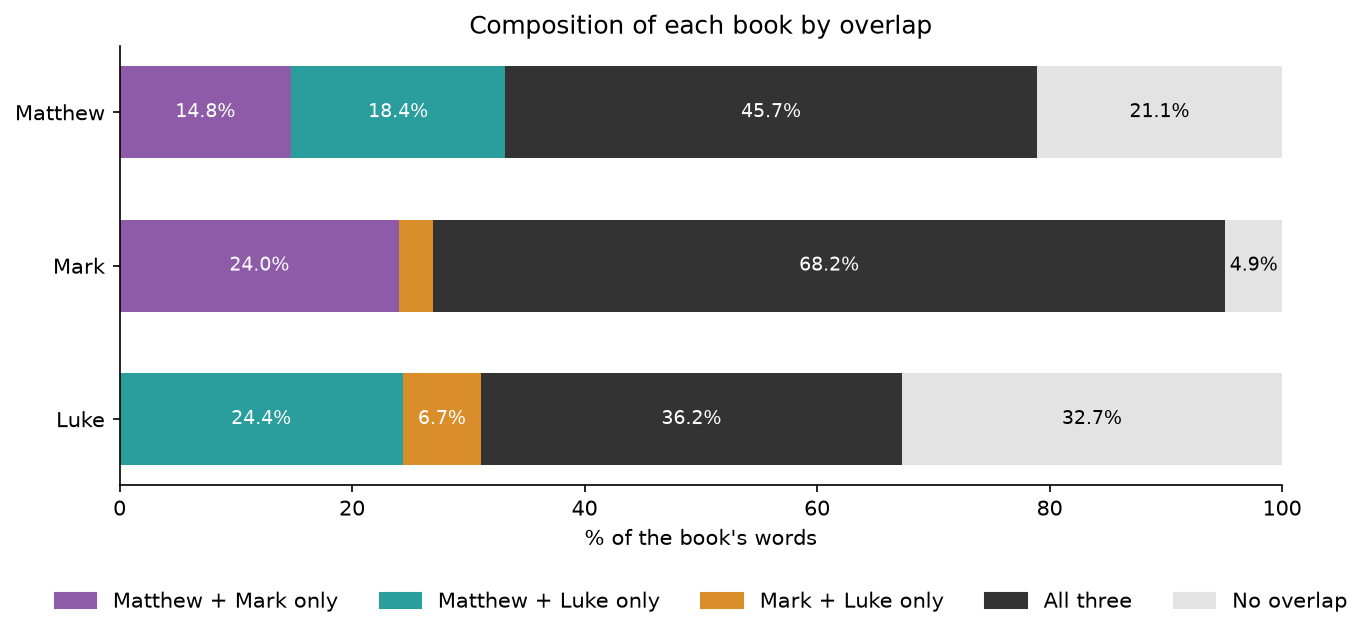 Composition of each book by overlap
Matthew 14.8% 18.4% 45.7% 21.1%
Mark 24.0% 68.2% 4.9%
Luke 24.4% 6.7% 36.2% 32.7%
0 20 40 60 80 100
% of the book's words
Matthew + Mark only Matthew + Luke only Mark + Luke only All three No overlap